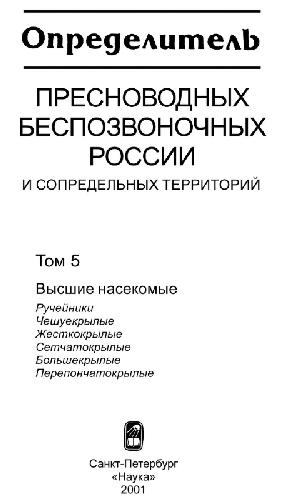 Определитель
ПРЕСНОВОДНЫХ
БЕСПОЗВОНОЧНЫХ
РОССИИ
И СОПРЕДЕЛЬНЫХ ТЕРРИТОРИЙ
Том 5
Высшие насекомые
Ручейники
Чешуекрылые
Жесткокрылые
Сетчатокрылые
Большекрылые
Перепончатокрылые
Санкт-Петербург
«Наука»
2001